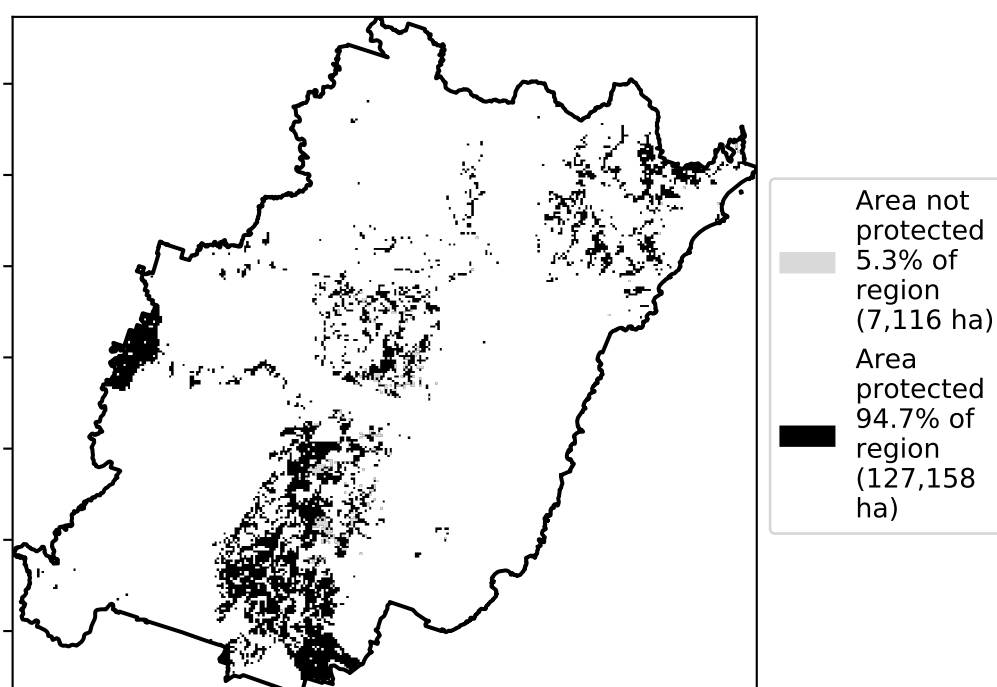 Area not
protected
5.3% of
region
(7,116 ha)
Area
protected
94.7% of
region
(127,158
ha)